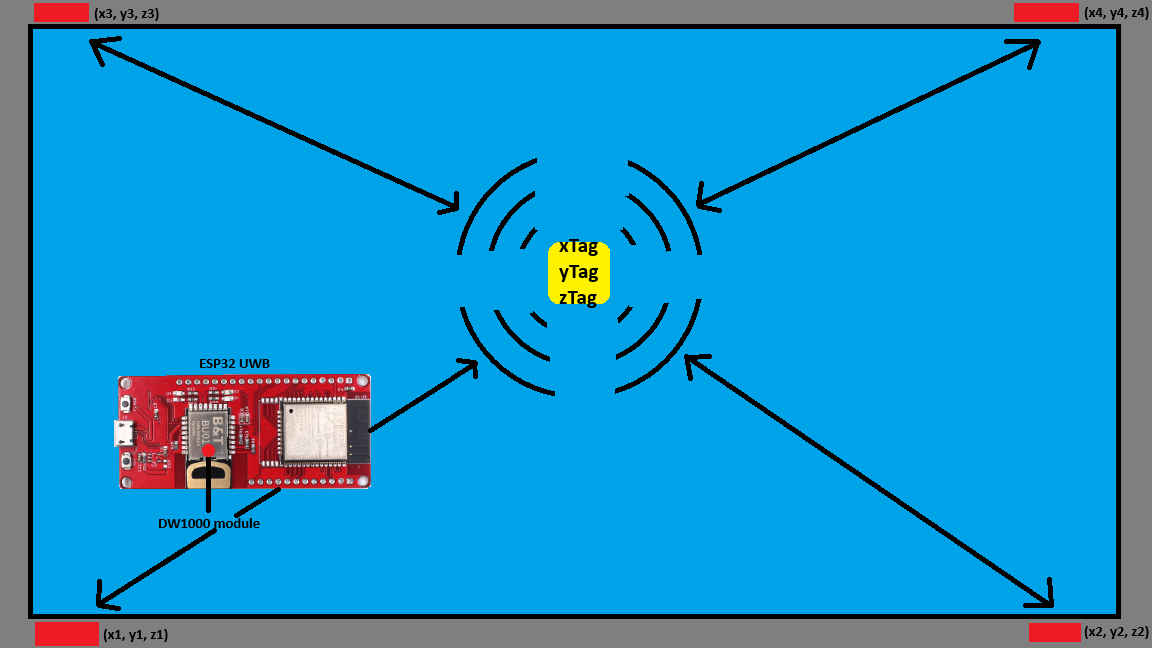 (x3, y3, z3)
(x4, y4, z4)
xTag
yTag
zTag
ESP32 UWB
B&T
BU01
DW1000 module
(x1, y1, z1)
(x2, y2, z2)